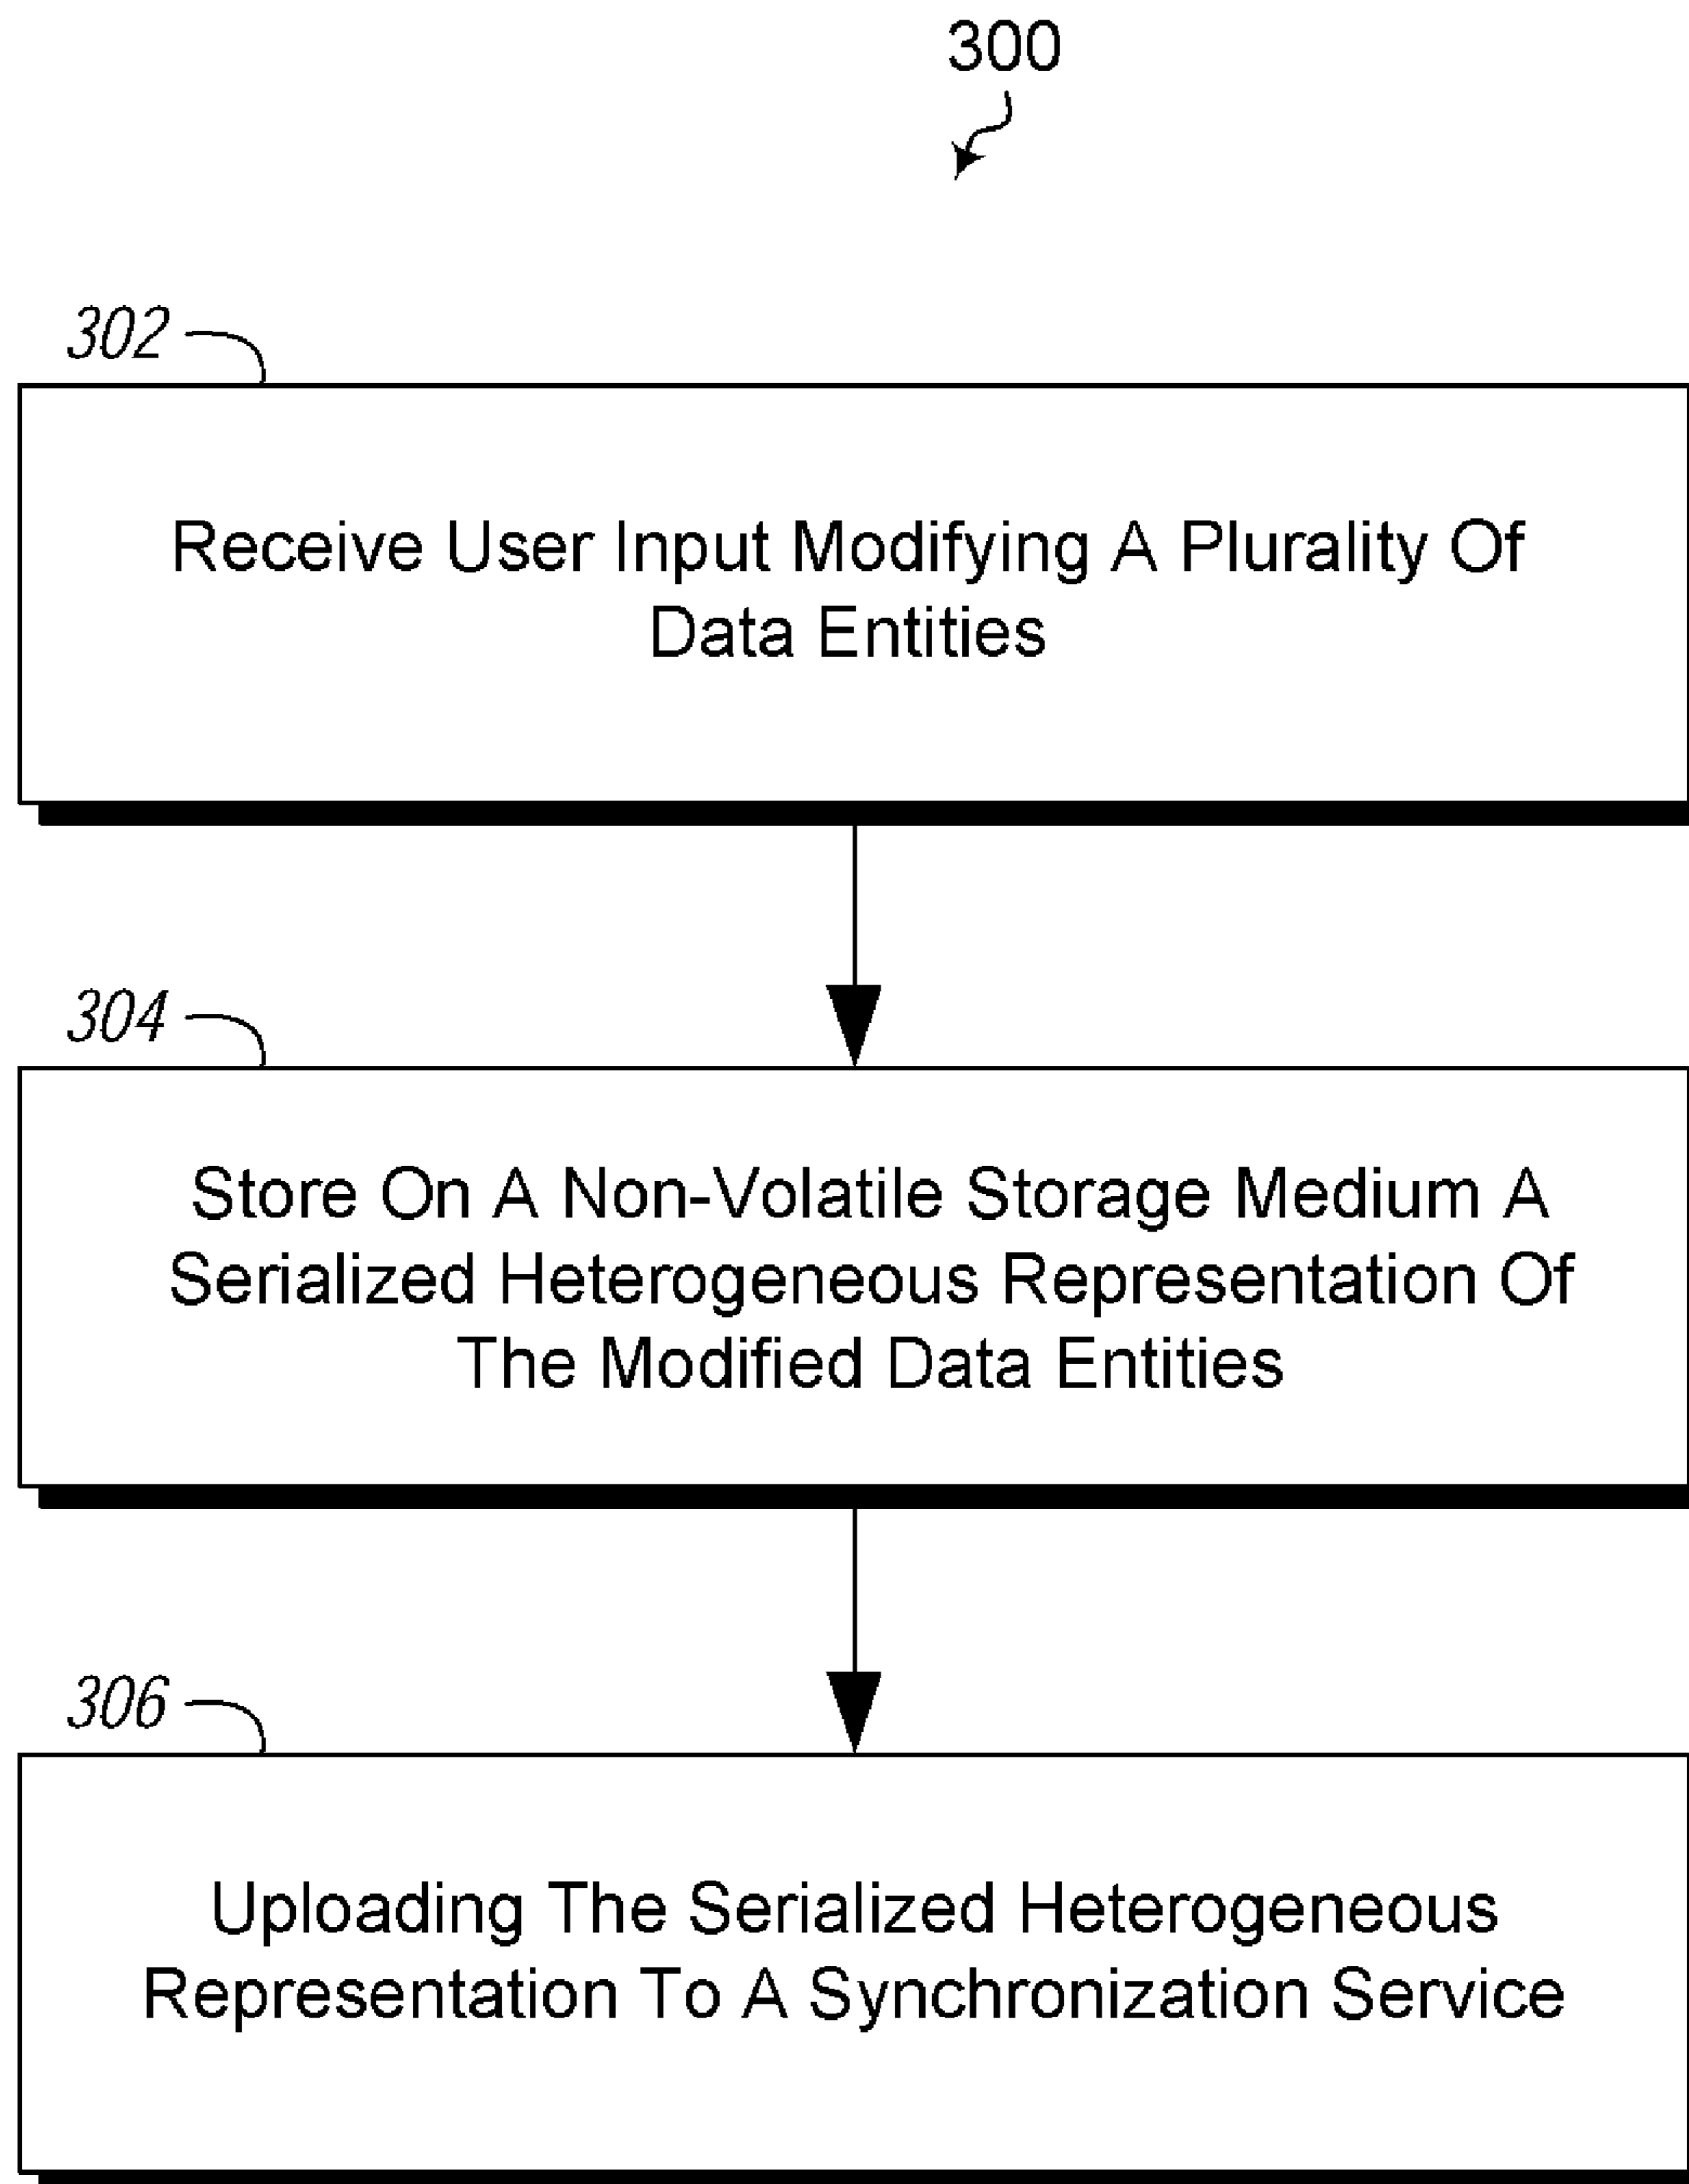 300
302
Receive User Input Modifying A Plurality Of
Data Entities
304
Store On A Non-Volatile Storage Medium A
Serialized Heterogeneous Representation Of
The Modified Data Entities
306
Uploading The Serialized Heterogeneous
Representation To A Synchronization Service